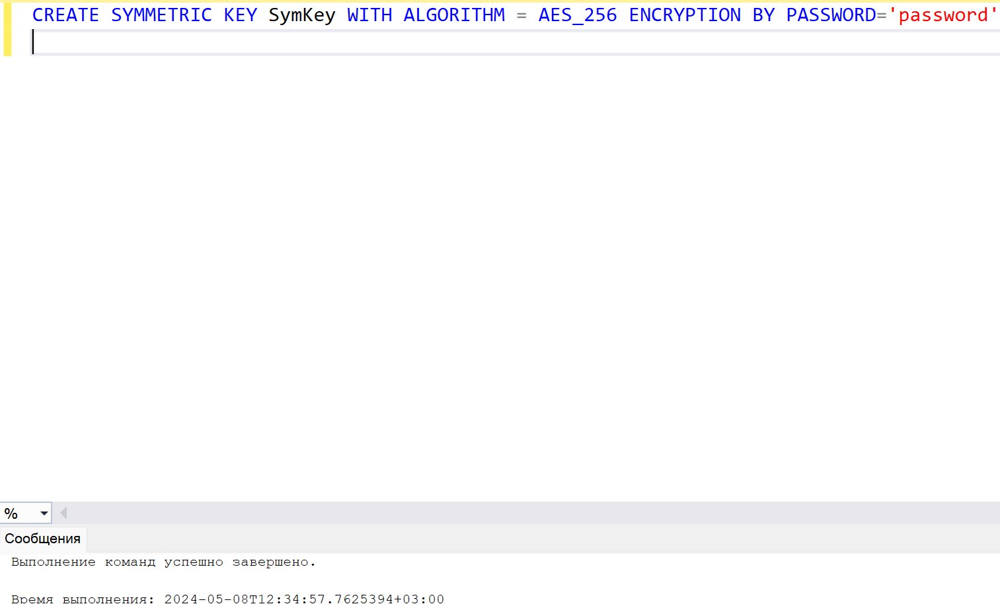 CREATE SYMMETRIC KEY SymKey WITH ALGORITHM = AES_256 ENCRYPTION BY PASSWORD='password'
%
Сообщения
Выполнение команд успешно завершено.
Время выполнения: 2024-05-08T12:34:57.7625394+03:00